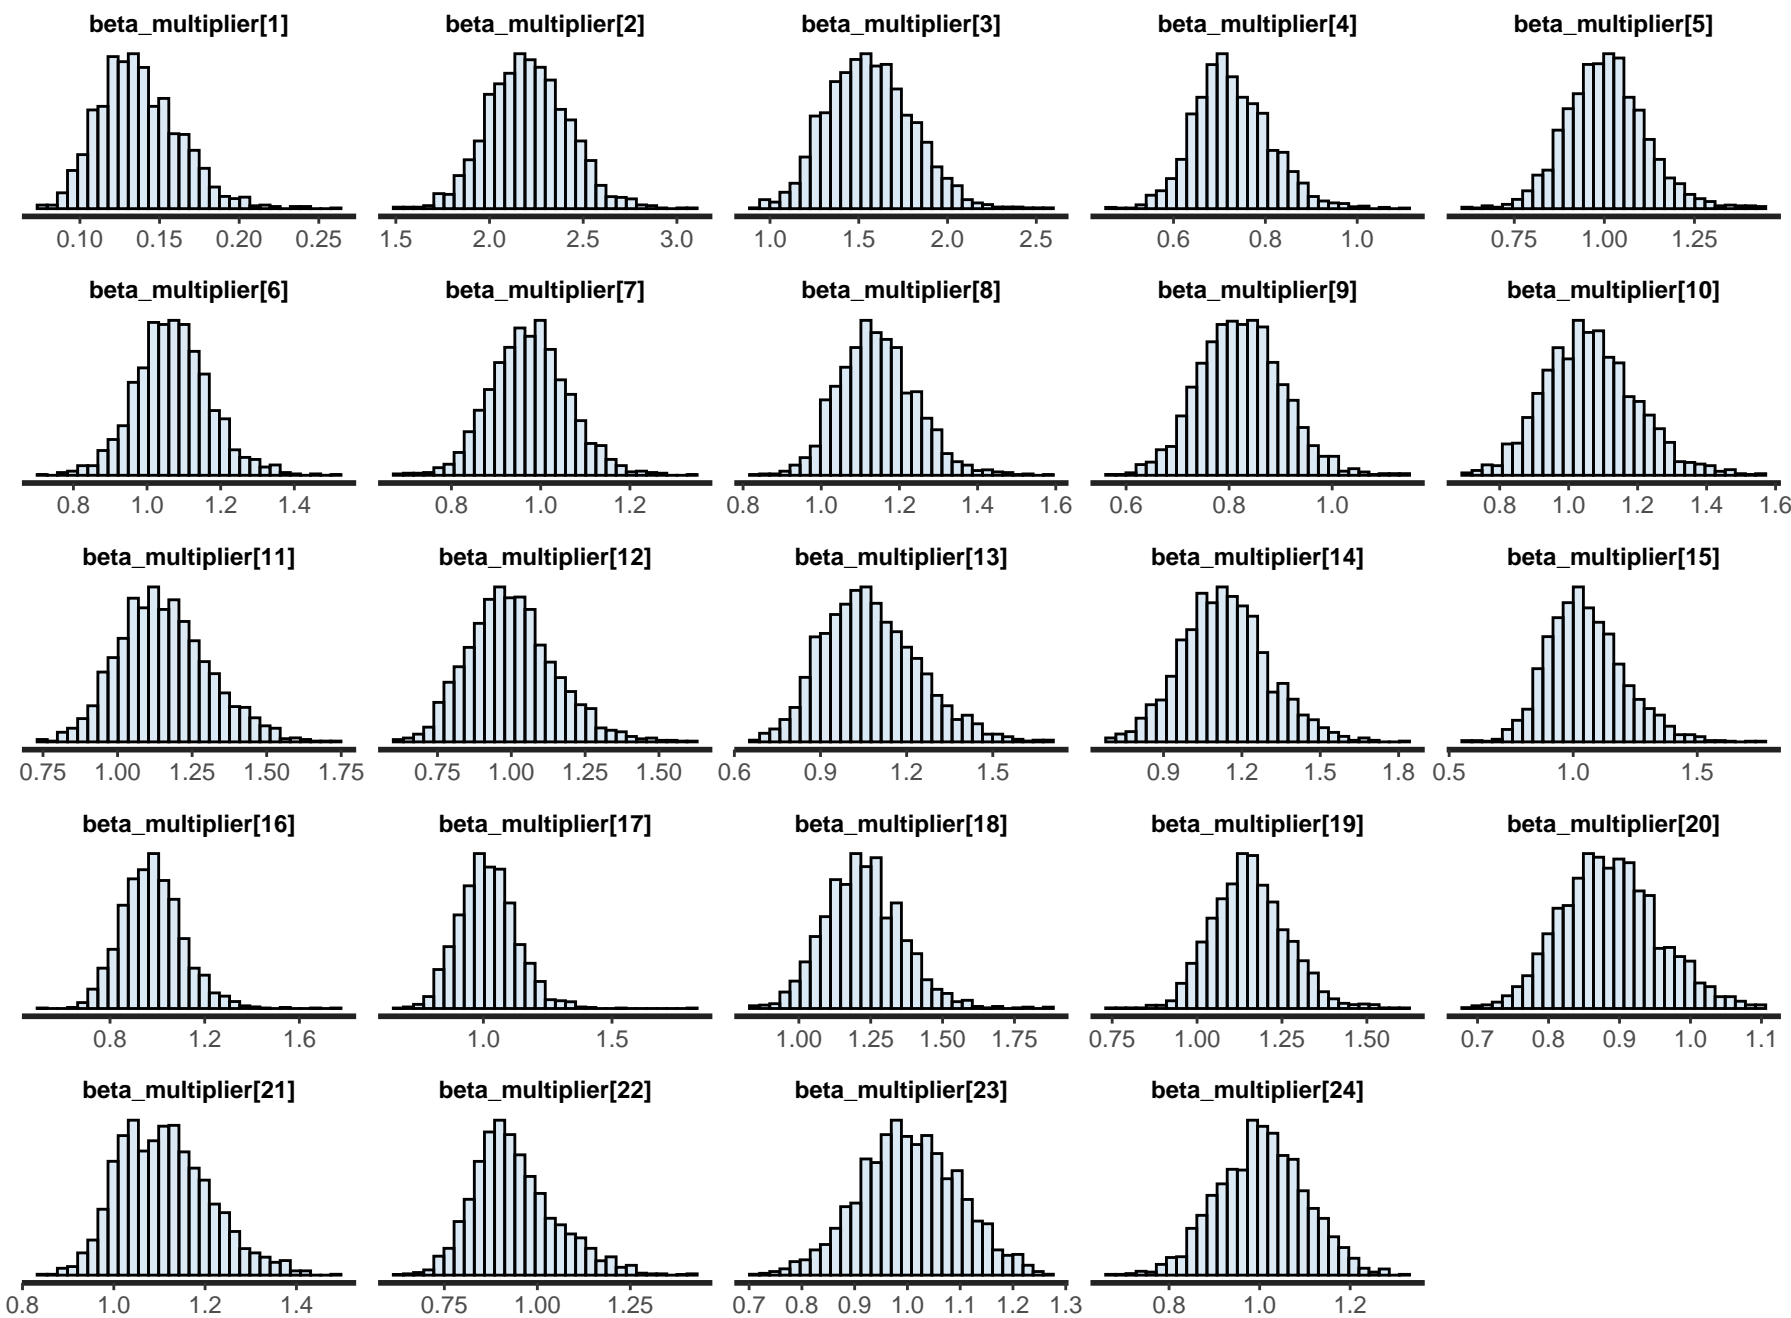 beta_multiplier[1] beta_multiplier[2] beta_multiplier[3] beta_multiplier[4] beta_multiplier[5]
0.10 0.15 0.20 0.25 1.5 2.0 2.5 3.0 1.0 1.5 2.0 2.5 0.6 0.8 1.0 0.75 1.00 1.25
beta_multiplier[6] beta_multiplier[7] beta_multiplier[8] beta_multiplier[9] beta_multiplier[10]
0.8 1.0 1.2 1.4 0.8 1.0 1.2 0.8 1.0 1.2 1.4 1.6 0.6 0.8 1.0 0.8 1.0 1.2 1.4 1.6
beta_multiplier[11] beta_multiplier[12] beta_multiplier[13] beta_multiplier[14] beta_multiplier[15]
0.75 1.00 1.25 1.50 1.75 0.75 1.00 1.25 1.50 0.6 0.9 1.2 1.5 0.9 1.2 1.5 1.8 0.5 1.0 1.5
beta_multiplier[16] beta_multiplier[17] beta_multiplier[18] beta_multiplier[19] beta_multiplier[20]
0.8 1.2 1.6 1.0 1.5 1.00 1.25 1.50 1.75 0.75 1.00 1.25 1.50 0.7 0.8 0.9 1.0 1.1
beta_multiplier[21] beta_multiplier[22] beta_multiplier[23] beta_multiplier[24]
0.8 1.0 1.2 1.4 0.75 1.00 1.25 0.7 0.8 0.9 1.0 1.1 1.2 1.3 0.8 1.0 1.2